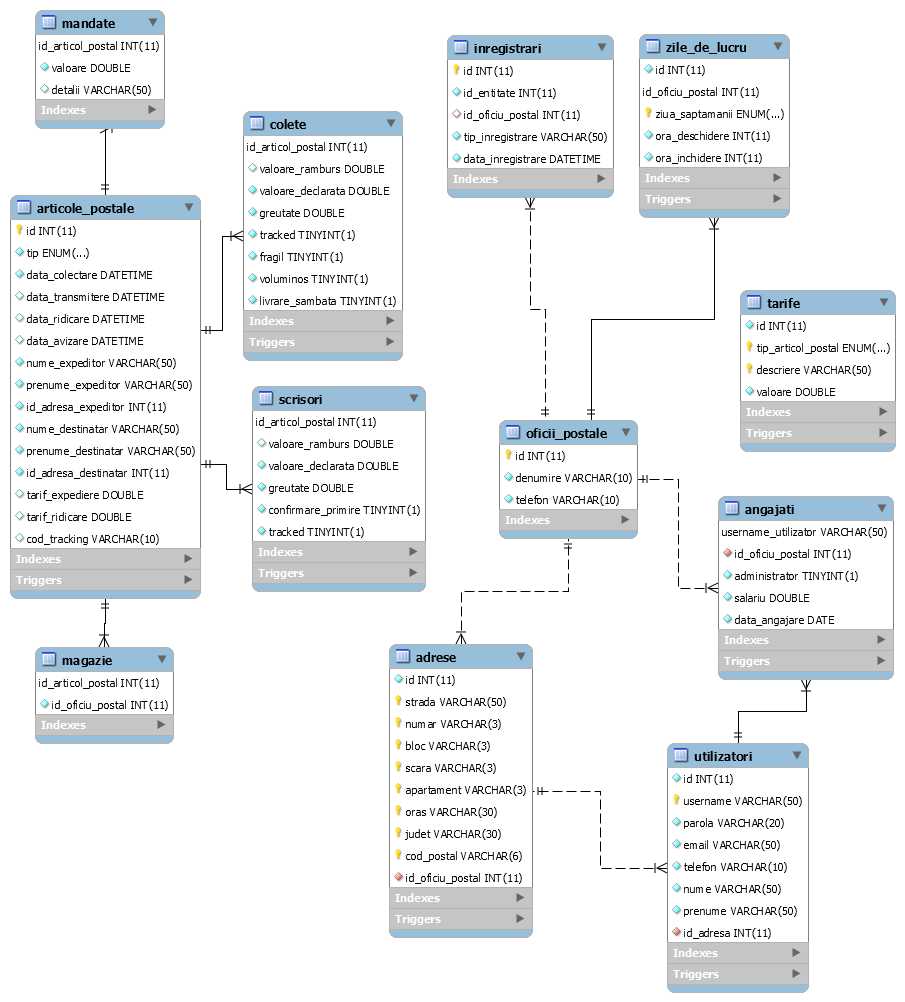 mandate
id_articol_postal INT(11)
valoare DOUBLE
detalii VARCHAR(50)
Indexes
articole_postale
id INT(11)
tip ENUM(...)
data_colectare DATETIME
data_transmitere DATETIME
data_ridicare DATETIME
data_avizare DATETIME
nume_expeditor VARCHAR(50)
prenume_expeditor VARCHAR(50)
id_adresa_expeditor INT(11)
nume_destinatar VARCHAR(50)
prenume_destinatar VARCHAR(50)
id_adresa_destinatar INT(11)
tarif_expediere DOUBLE
tarif_ridicare DOUBLE
cod_tracking VARCHAR(10)
Indexes
Triggers
magazie
id_articol_postal INT(11)
id_oficiu_postal INT(11)
Indexes
colete
id_articol_postal INT(11)
valoare_ramburs DOUBLE
valoare_declarata DOUBLE
greutate DOUBLE
tracked TINYINT(1)
fragil TINYINT(1)
voluminos TINYINT(1)
livrare_sambata TINYINT(1)
Indexes
Triggers
scrisori
id_articol_postal INT(11)
valoare_ramburs DOUBLE
valoare_declarata DOUBLE
greutate DOUBLE
confirmare_primire TINYINT(1)
tracked TINYINT(1)
Indexes
Triggers
inregistrari
id INT(11)
id_entitate INT(11)
id_oficiu_postal INT(11)
tip_inregistrare VARCHAR(50)
data_inregistrare DATETIME
Indexes
zile_de_lucru
id INT(11)
id_oficiu_postal INT(11)
ziua_saptamanii ENUM(...)
ora_deschidere INT(11)
ora_inchidere INT(11)
Indexes
Triggers
tarife
id INT(11)
tip_articol_postal ENUM(...)
descriere VARCHAR(50)
valoare DOUBLE
Indexes
Triggers
oficii_postale
id INT(11)
denumire VARCHAR(10)
telefon VARCHAR(10)
Indexes
angajati
username_utilizator VARCHAR(50)
id_oficiu_postal INT(11)
administrator TINYINT(1)
salariu DOUBLE
data_angajare DATE
Indexes
Triggers
adrese
id INT(11)
strada VARCHAR(50)
numar VARCHAR(3)
bloc VARCHAR(3)
scara VARCHAR(3)
apartament VARCHAR(3)
oras VARCHAR(30)
judet VARCHAR(30)
cod_postal VARCHAR(6)
id_oficiu_postal INT(11)
Indexes
Triggers
utilizatori
id INT(11)
username VARCHAR(50)
parola VARCHAR(20)
email VARCHAR(50)
telefon VARCHAR(10)
nume VARCHAR(50)
prenume VARCHAR(50)
id_adresa INT(11)
Indexes
Triggers